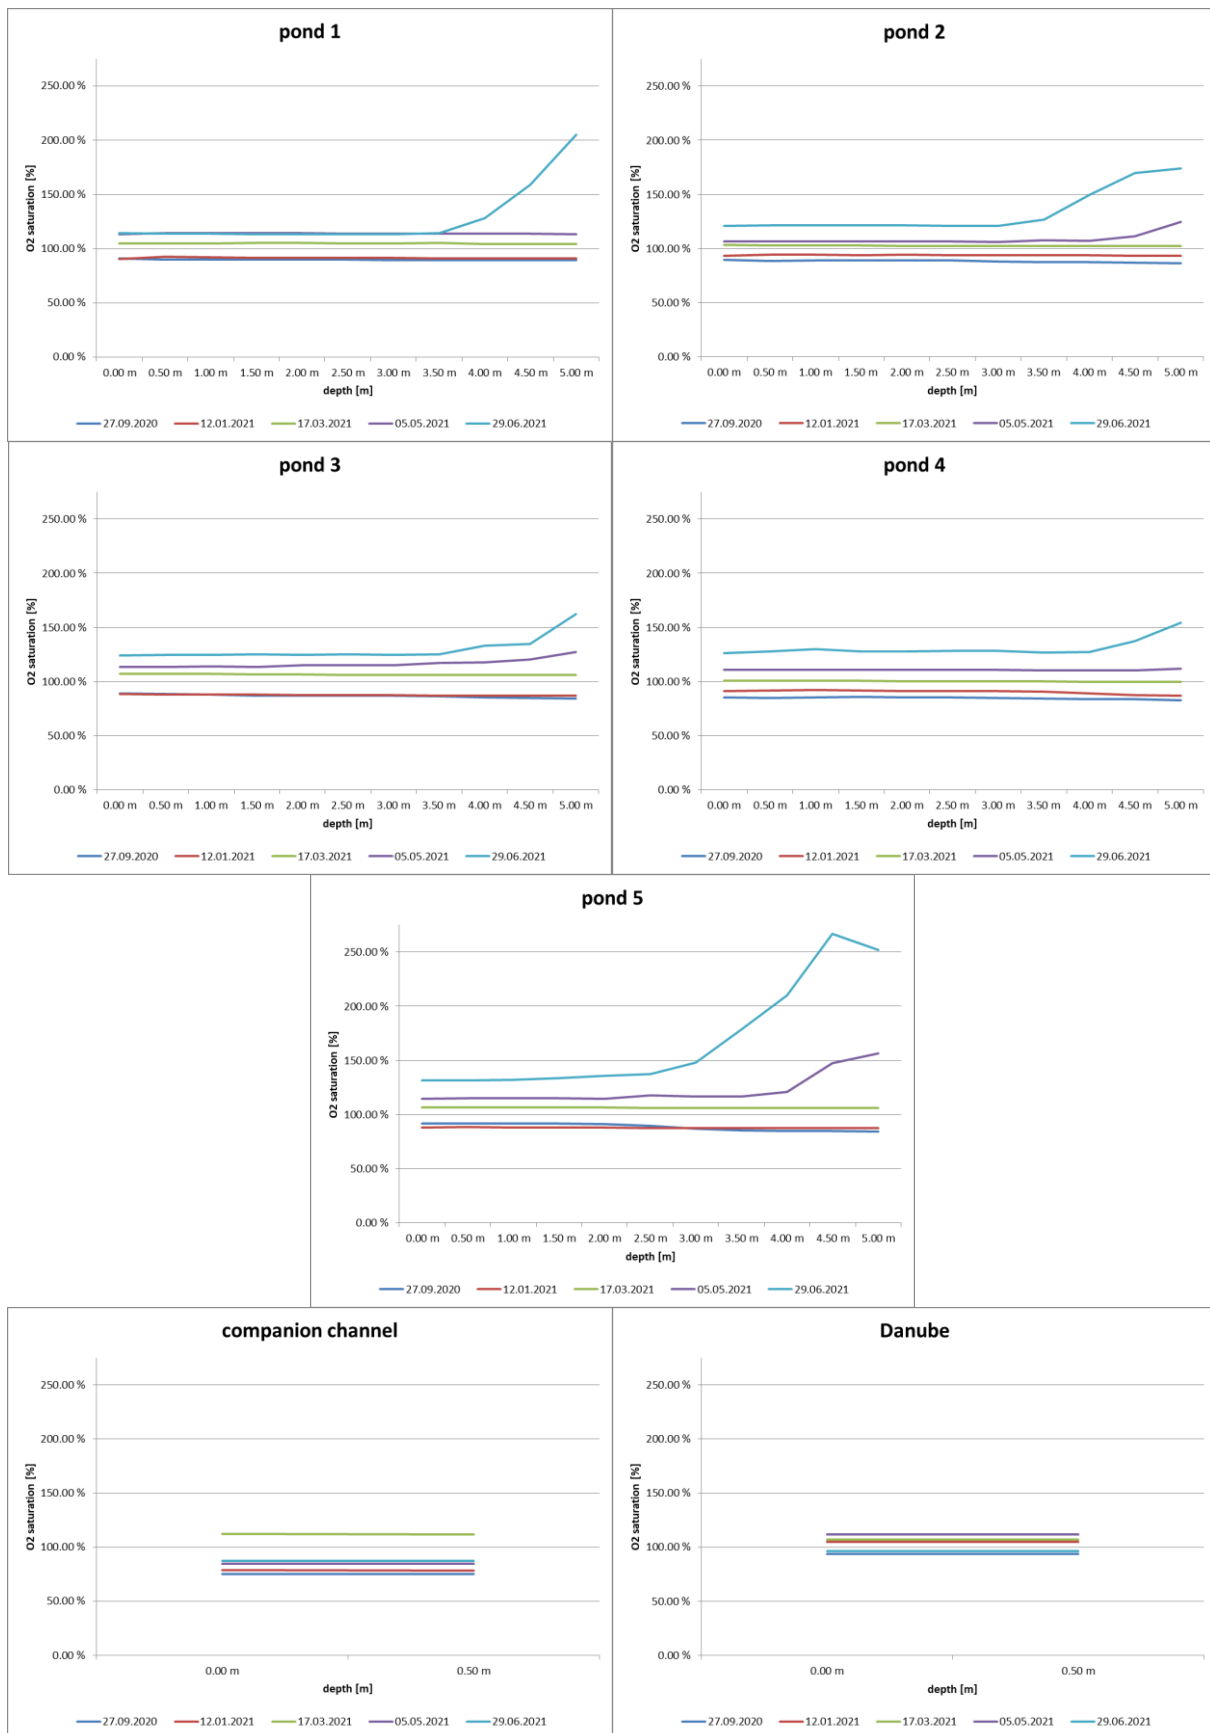 pond 1
O2 saturation [%]
250.00 %
200.00 %
150.00 %
100.00 %
50.00 %
0.00 %
0.00 m 0.50 m 1.00 m 1.50 m 2.00 m 2.50 m 3.00 m 3.50 m 4.00 m 4.50 m 5.00 m
depth [m]
27.09.2020 12.01.2021 17.03.2021 05.05.2021 29.06.2021
pond 2
O2 saturation [%]
250.00 %
200.00 %
150.00 %
100.00 %
50.00 %
0.00 %
0.00 m 0.50 m 1.00 m 1.50 m 2.00 m 2.50 m 3.00 m 3.50 m 4.00 m 4.50 m 5.00 m
depth [m]
27.09.2020 12.01.2021 17.03.2021 05.05.2021 29.06.2021
pond 3
O2 saturation [%]
250.00 %
200.00 %
150.00 %
100.00 %
50.00 %
0.00 %
0.00 m 0.50 m 1.00 m 1.50 m 2.00 m 2.50 m 3.00 m 3.50 m 4.00 m 4.50 m 5.00 m
depth [m]
27.09.2020 12.01.2021 17.03.2021 05.05.2021 29.06.2021
pond 4
O2 saturation [%]
250.00 %
200.00 %
150.00 %
100.00 %
50.00 %
0.00 %
0.00 m 0.50 m 1.00 m 1.50 m 2.00 m 2.50 m 3.00 m 3.50 m 4.00 m 4.50 m 5.00 m
depth [m]
27.09.2020 12.01.2021 17.03.2021 05.05.2021 29.06.2021
pond 5
O2 saturation [%]
250.00 %
200.00 %
150.00 %
100.00 %
50.00 %
0.00 %
0.00 m 0.50 m 1.00 m 1.50 m 2.00 m 2.50 m 3.00 m 3.50 m 4.00 m 4.50 m 5.00 m
depth [m]
27.09.2020 12.01.2021 17.03.2021 05.05.2021 29.06.2021
companion channel
O2 saturation [%]
250.00 %
200.00 %
150.00 %
100.00 %
50.00 %
0.00 %
0.00 m 0.50 m
depth [m]
27.09.2020 12.01.2021 17.03.2021 05.05.2021 29.06.2021
Danube
O2 saturation [%]
250.00 %
200.00 %
150.00 %
100.00 %
50.00 %
0.00 %
0.00 m 0.50 m
depth [m]
27.09.2020 12.01.2021 17.03.2021 05.05.2021 29.06.2021